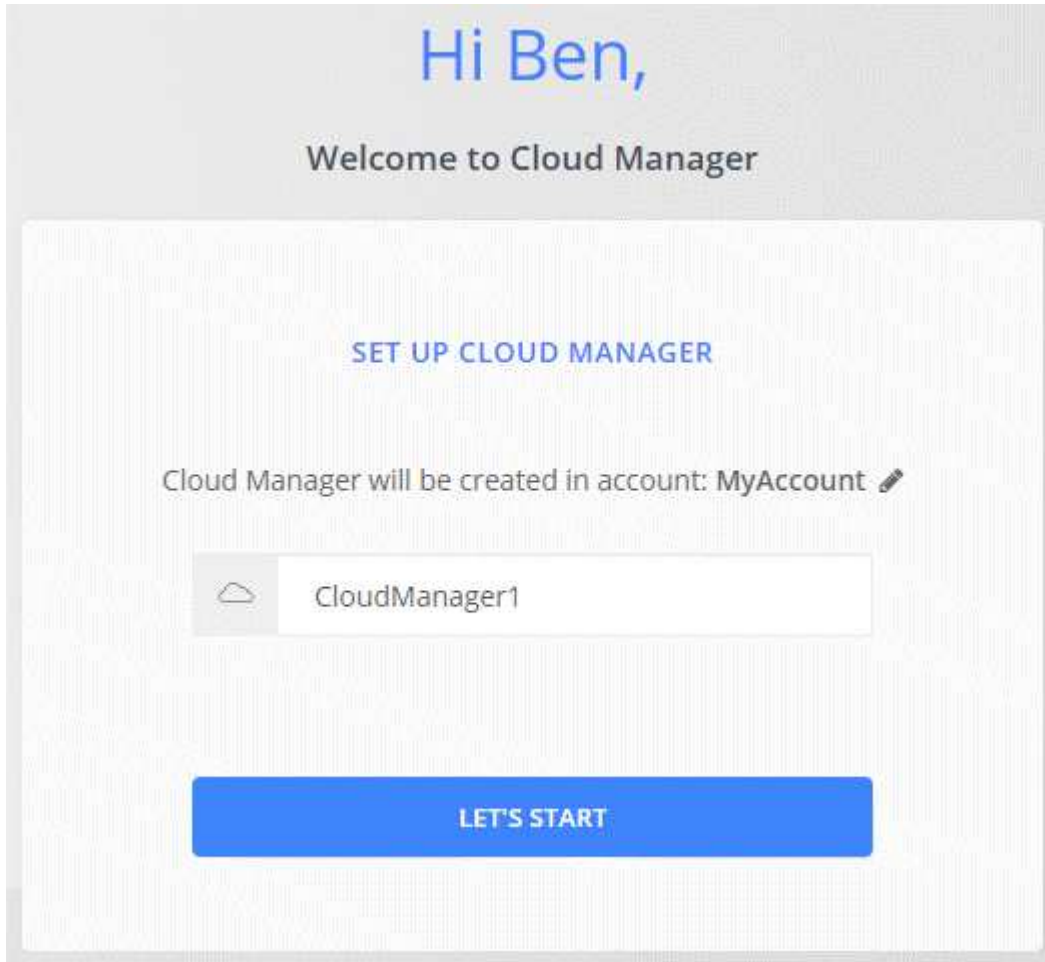 Hi Ben,
Welcome to Cloud Manager
SET UP CLOUD MANAGER
Cloud Manager will be created in account: MyAccount
CloudManager1
LET'S START